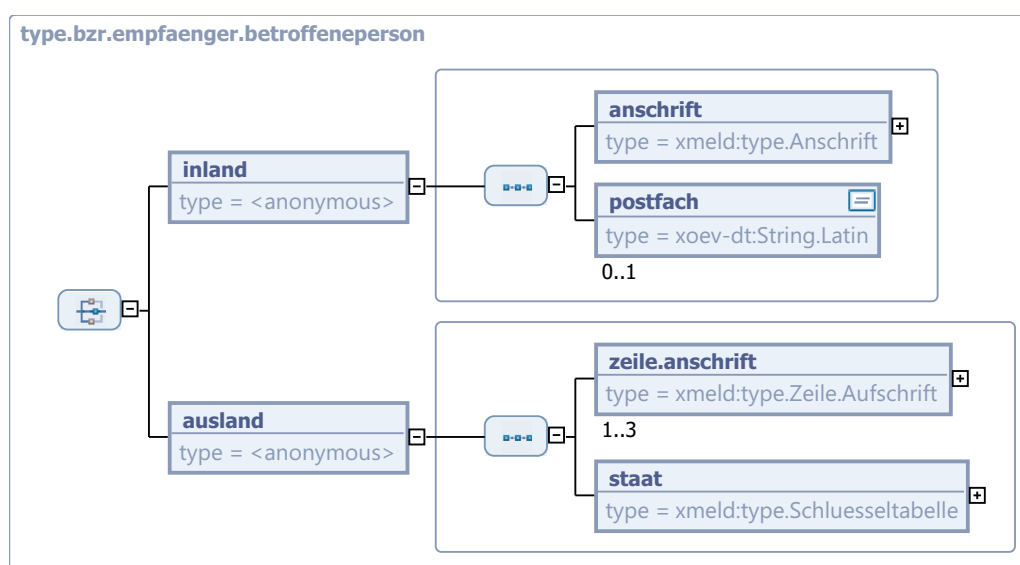 type.bzr.empfaenger.betroffeneperson
inland
type = <anonymous>
anschrift
type = xmeld:type.Anschrift
postfach
type = xoev-dt:String.Latin
0..1
ausland
type = <anonymous>
zeile.anschrift
type = xmeld:type.Zeile.Aufschrift
1..3
staat
type = xmeld:type.Schluesseltabelle